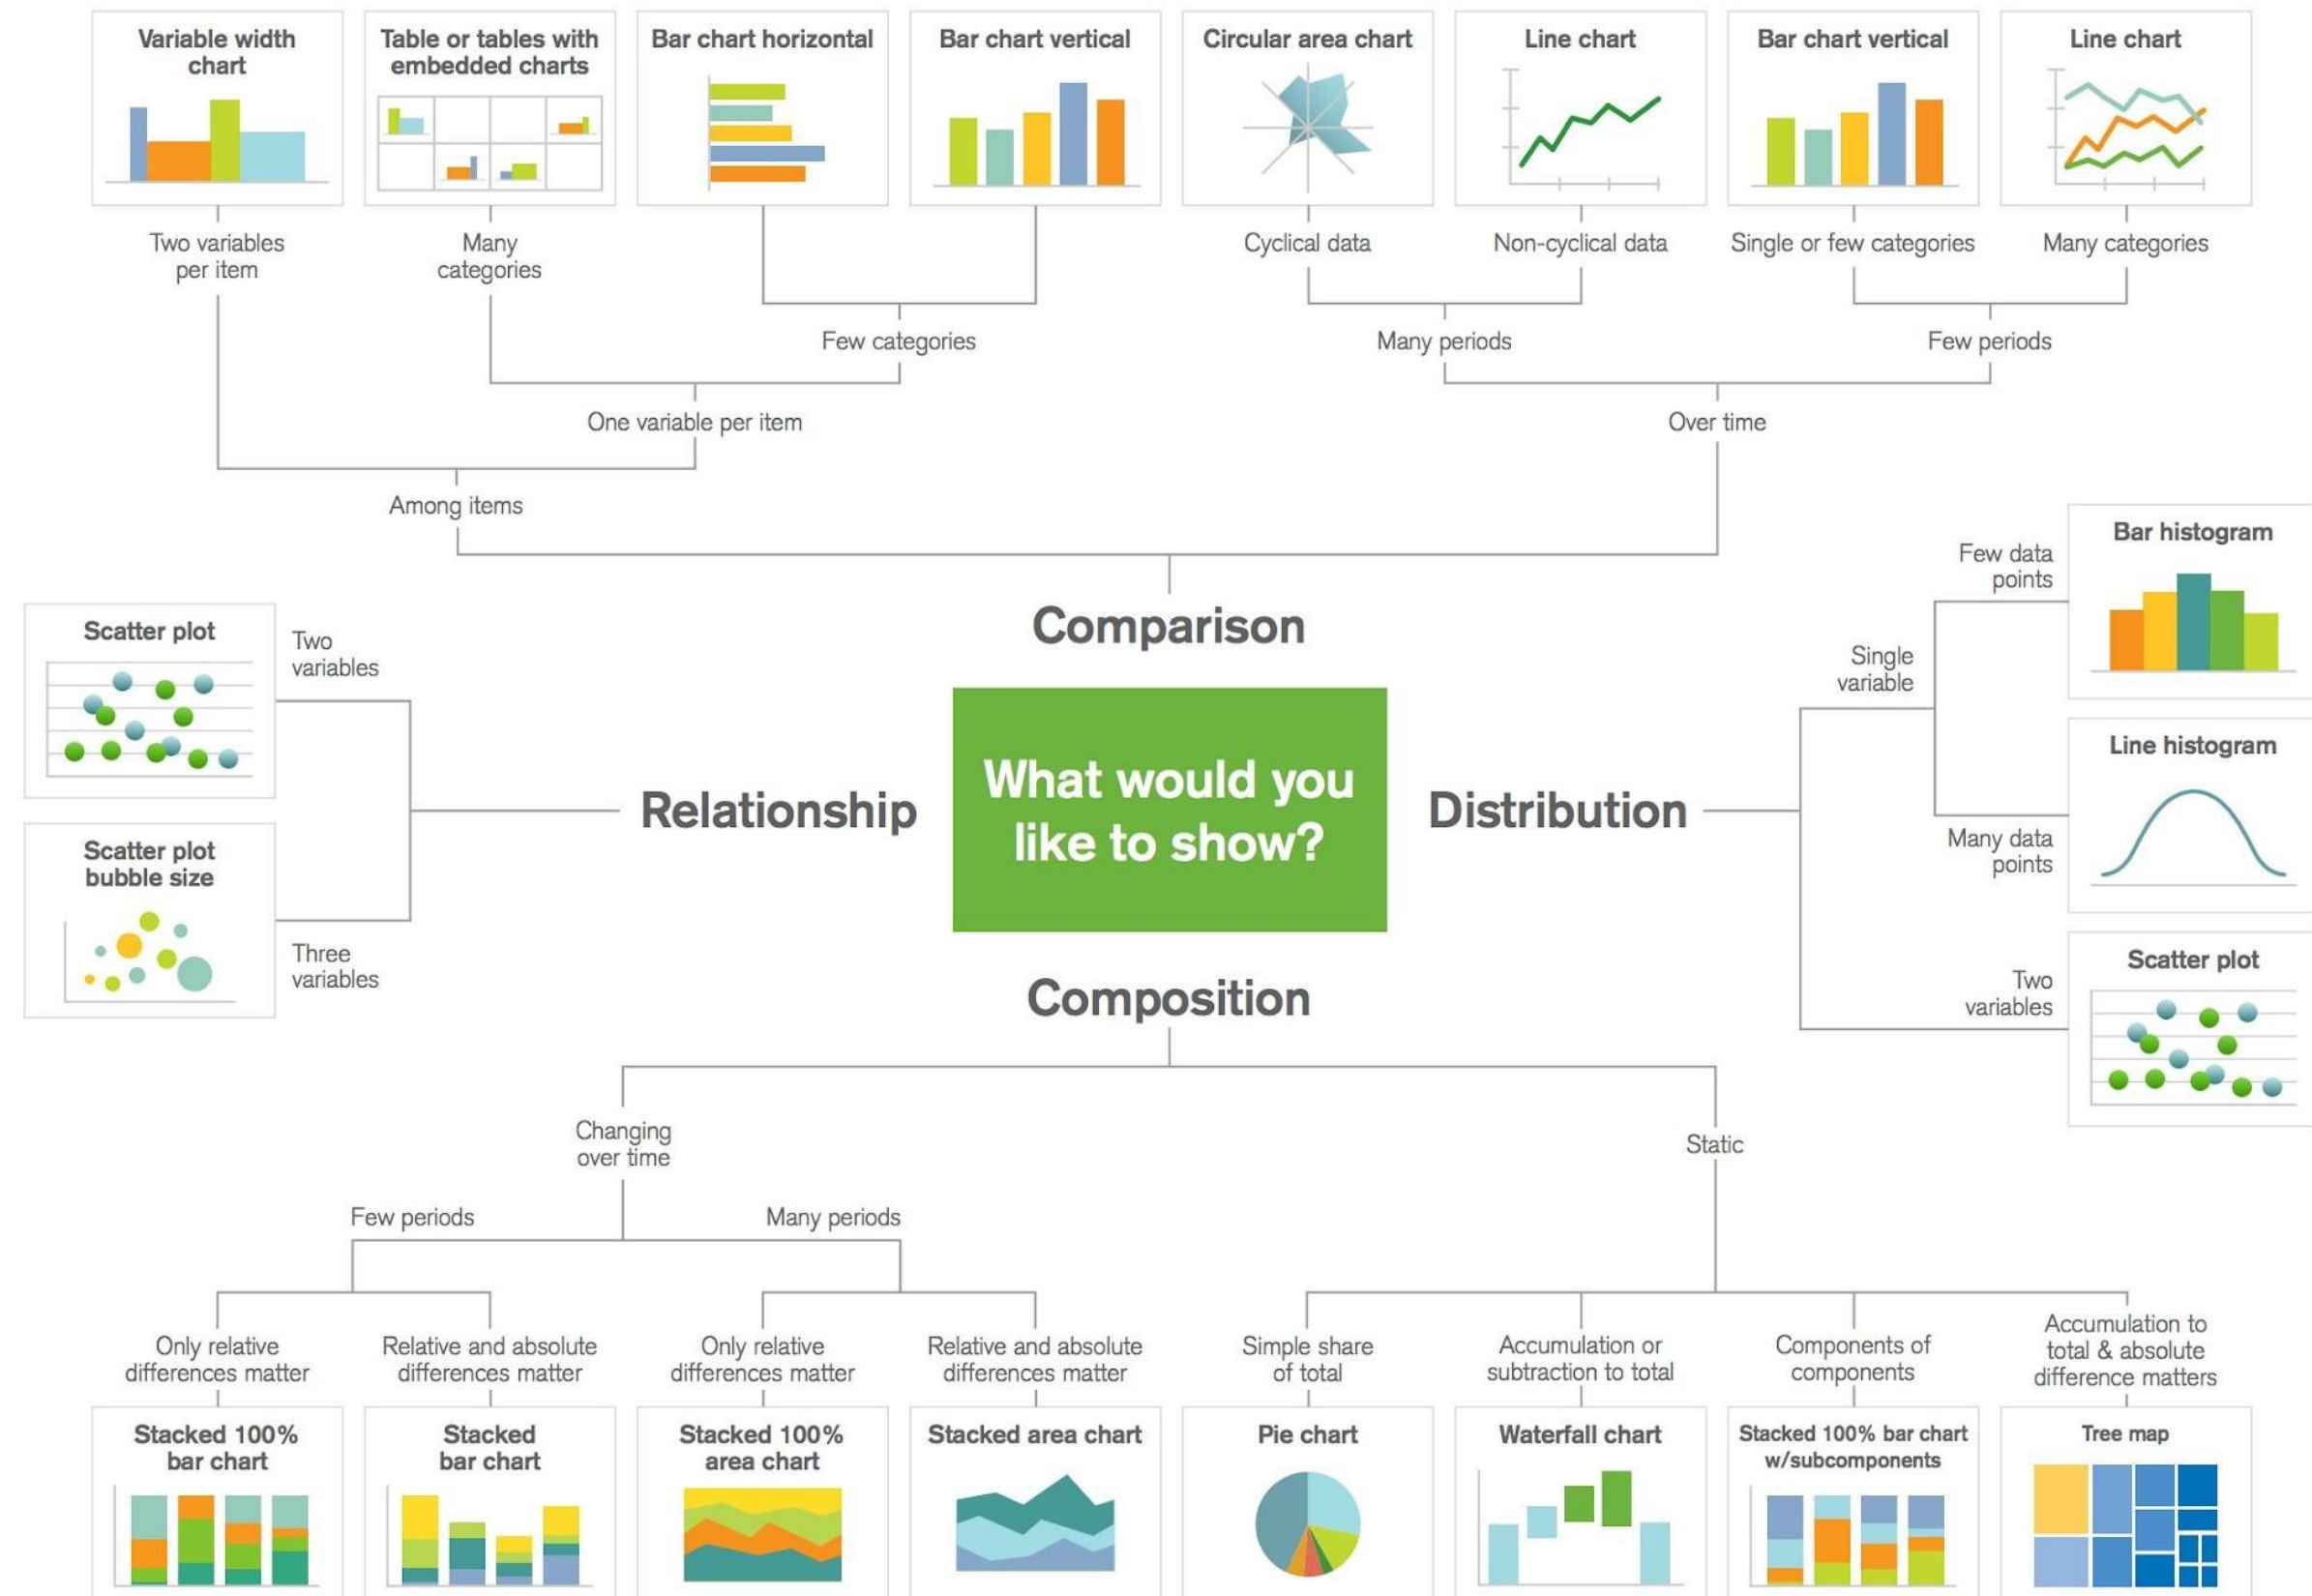 Variable width
chart
Table or tables with
embedded charts
Bar chart horizontal
Bar chart vertical
Circular area chart
Line chart
Bar chart vertical
Line chart
Two variables
per item
Many
categories
Cyclical data
Non-cyclical data
Single or few categories
Many categories
Few categories
Many periods
Few periods
One variable per item
Over time
Among items
Comparison
Scatter plot
Two
variables
Scatter plot
bubble size
Three
variables
Relationship
What would you
like to show?
Distribution
Single
variable
Few data
points
Bar histogram
Many data
points
Line histogram
Two
variables
Scatter plot
Composition
Changing
over time
Static
Few periods
Many periods
Only relative
differences matter
Relative and absolute
differences matter
Only relative
differences matter
Relative and absolute
differences matter
Simple share
of total
Accumulation or
subtraction to total
Components of
components
Accumulation to
total & absolute
difference matters
Stacked 100%
bar chart
Stacked
bar chart
Stacked 100%
area chart
Stacked area chart
Pie chart
Waterfall chart
Stacked 100% bar chart
w/subcomponents
Tree map